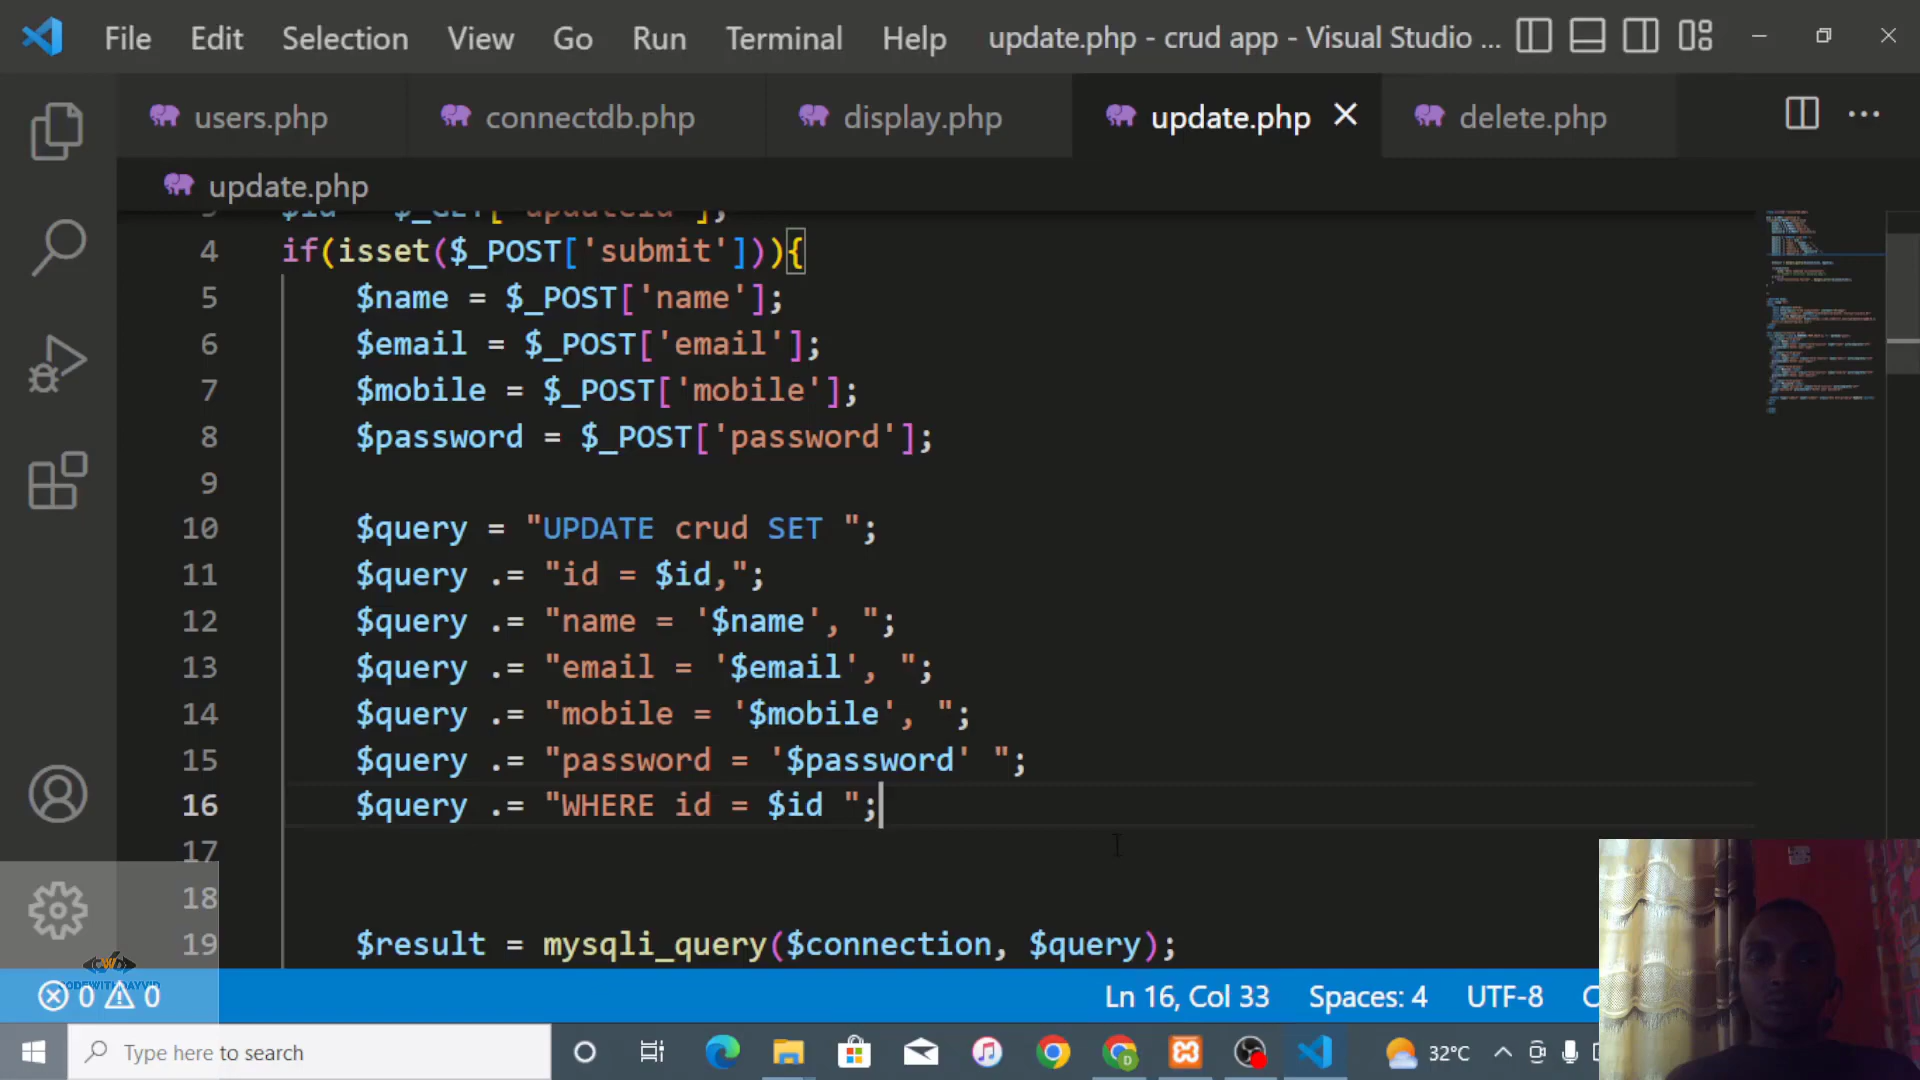 File Edit Selection View Go Run Terminal Help update.php - crud app - Visual Studio ...
users.php connectdb.php display.php update.php delete.php
update.php
4 if(isset($_POST['submit'])){
5 $name = $_POST['name'];
6 $email = $_POST['email'];
7 $mobile = $_POST['mobile'];
8 $password = $_POST['password'];
9
10 $query = "UPDATE crud SET ";
11 $query .= "id = $id,";
12 $query .= "name = '$name', ";
13 $query .= "email = '$email', ";
14 $query .= "mobile = '$mobile', ";
15 $query .= "password = '$password' ";
16 $query .= "WHERE id = $id ";
17
18
19 $result = mysqli_query($connection, $query);
CODEWITHDAYVID
0 0 Ln 16, Col 33 Spaces: 4 UTF-8
Type here to search 32°C